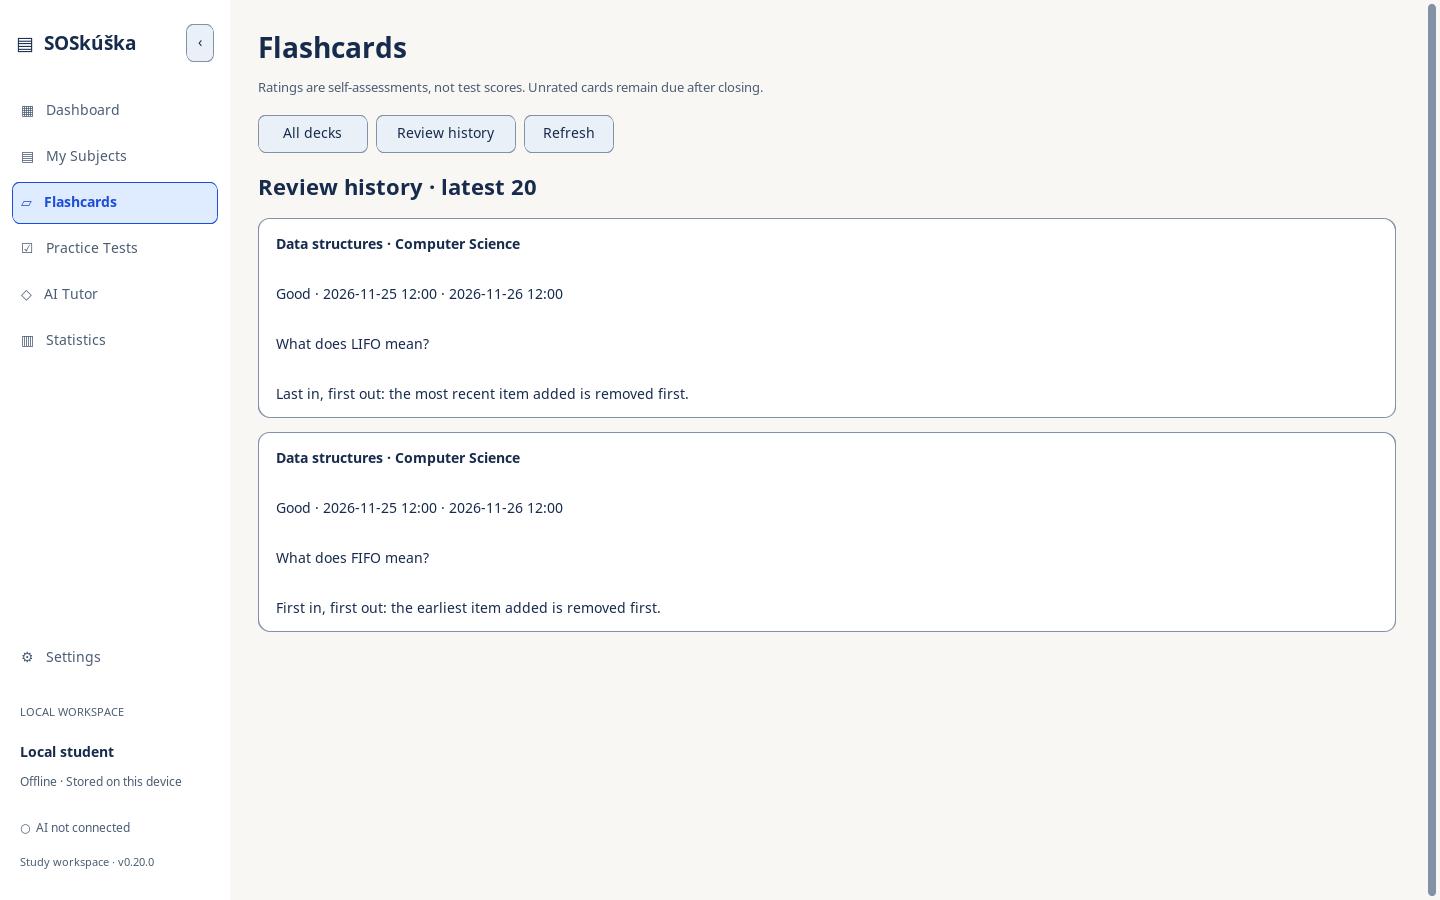 SOSkúška
‹
Dashboard
My Subjects
Flashcards
Practice Tests
AI Tutor
Statistics
Settings
LOCAL WORKSPACE
Local student
Offline · Stored on this device
AI not connected
Study workspace · v0.20.0
Flashcards
Ratings are self-assessments, not test scores. Unrated cards remain due after closing.
All decks
Review history
Refresh
Review history · latest 20
Data structures · Computer Science
Good · 2026-11-25 12:00 · 2026-11-26 12:00
What does LIFO mean?
Last in, first out: the most recent item added is removed first.
Data structures · Computer Science
Good · 2026-11-25 12:00 · 2026-11-26 12:00
What does FIFO mean?
First in, first out: the earliest item added is removed first.